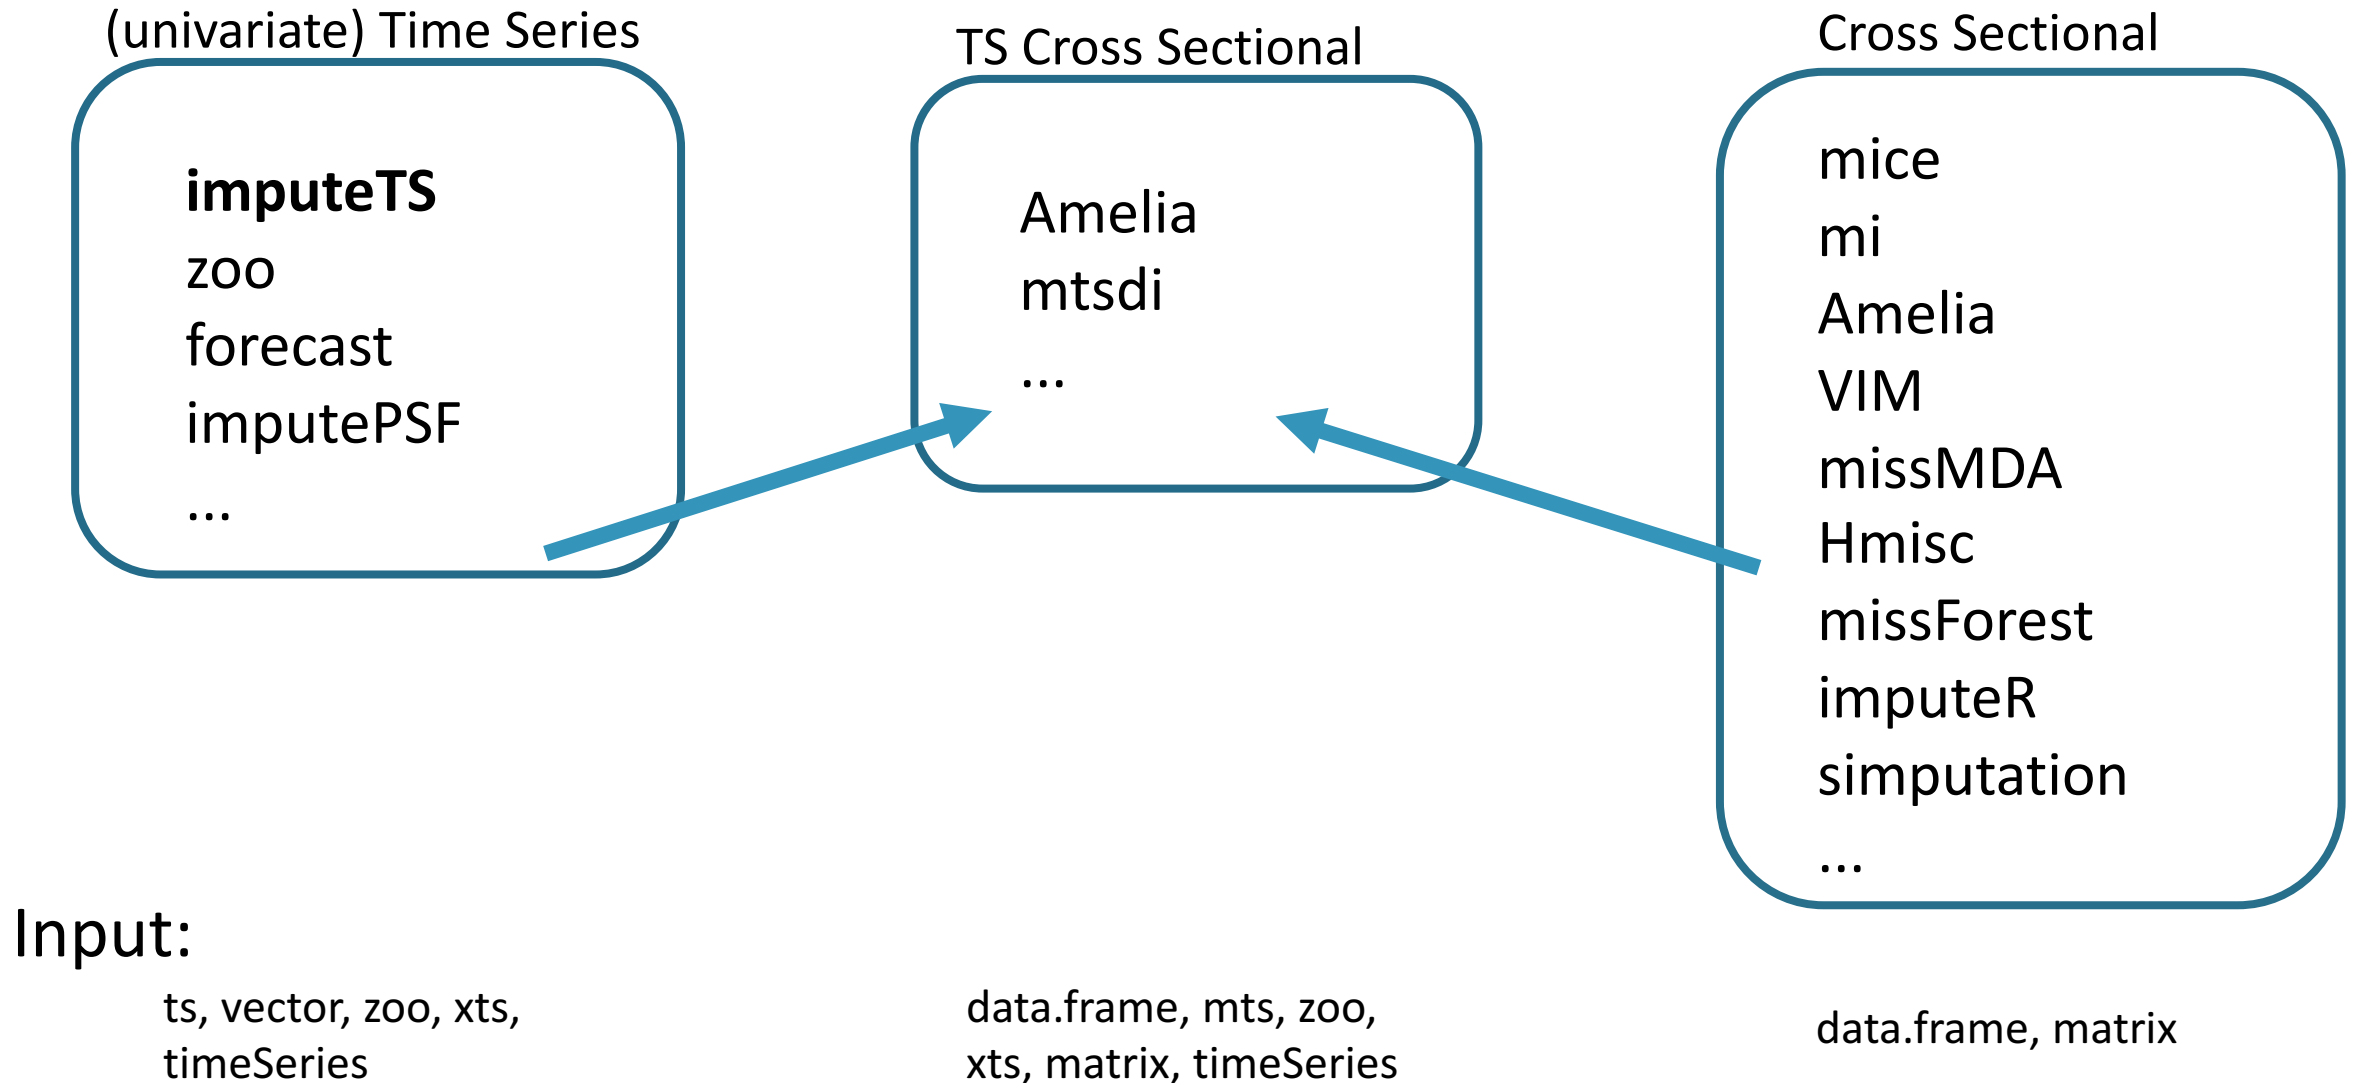 (univariate) Time Series
imputeTS
zoo
forecast
imputePSF
...
TS Cross Sectional
Amelia
mtsdi
...
Cross Sectional
mice
mi
Amelia
VIM
missMDA
Hmisc
missForest
imputeR
simputation
...
Input:
ts, vector, zoo, xts,
timeSeries
data.frame, mts, zoo,
xts, matrix, timeSeries
data.frame, matrix